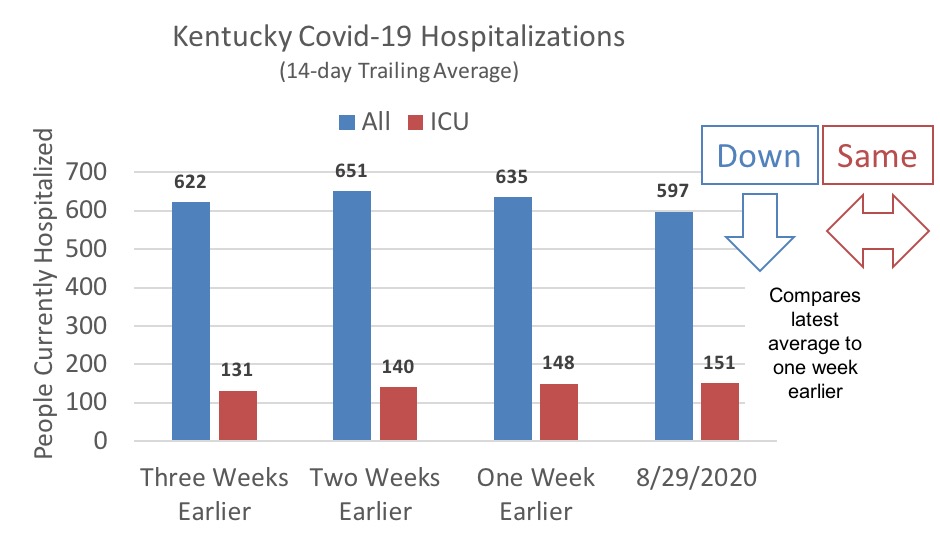 Kentucky Covid-19 Hospitalizations
(14-day Trailing Average)
All ICU
People Currently Hospitalized
700
600
500
400
300
200
100
0
622
131
651
140
635
148
597
151
Three Weeks
Earlier
Two Weeks
Earlier
One Week
Earlier
8/29/2020
Down
Same
Compares
latest
average to
one week
earlier